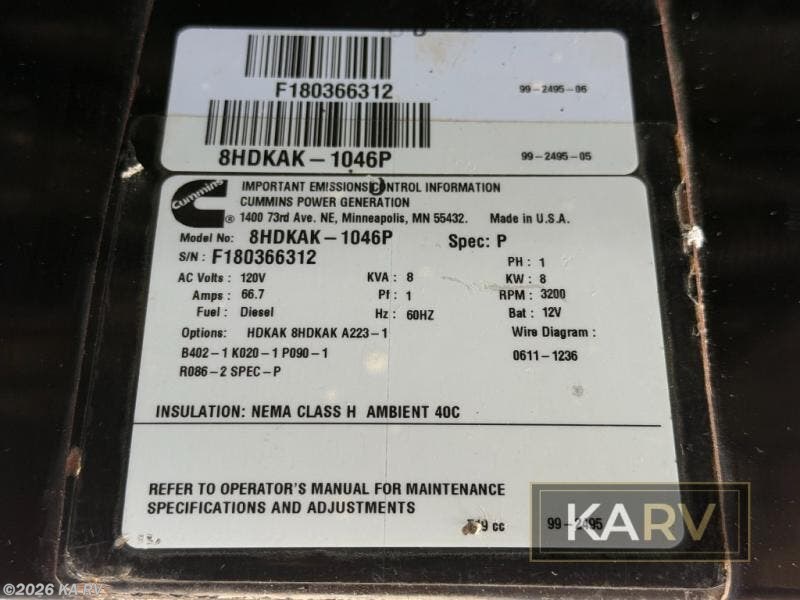 F180366312 99-2495-06
8HDKAK-1046P 99-2495-05
Cummins ® IMPORTANT EMISSIONS CONTROL INFORMATION
CUMMINS POWER GENERATION
1400 73rd Ave. NE, Minneapolis, MN 55432. Made in U.S.A.
Model No: 8HDKAK-1046P Spec: P
S/N: F180366312 PH: 1
AC Volts: 120V KVA: 8 KW: 8
Amps: 66.7 Pf: 1 RPM: 3200
Fuel: Diesel Hz: 60HZ Bat: 12V
Options: HDKAK 8HDKAK A223-1 Wire Diagram:
B402-1 K020-1 P090-1 0611-1236
R086-2 SPEC-P
INSULATION: NEMA CLASS H AMBIENT 40C
REFER TO OPERATOR'S MANUAL FOR MAINTENANCE
SPECIFICATIONS AND ADJUSTMENTS
cc 99-2495
KARV
©2026 KA RV